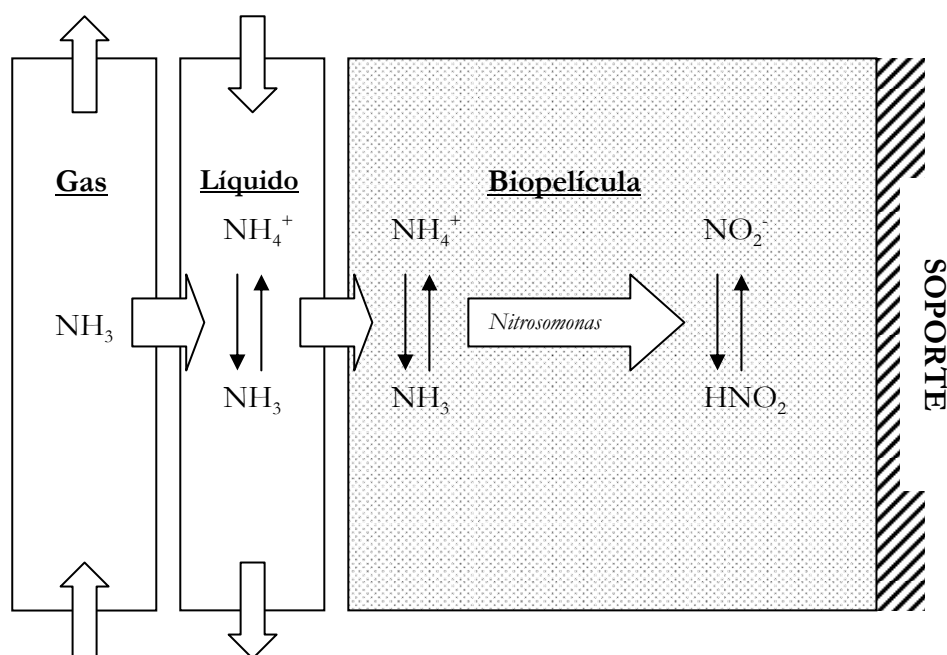 Gas
Líquido
Biopelícula
NH₄⁺
NH₄⁺
NO₂⁻
NH₃
Nitrosomonas
NH₃
NH₃
HNO₂
SOPORTE